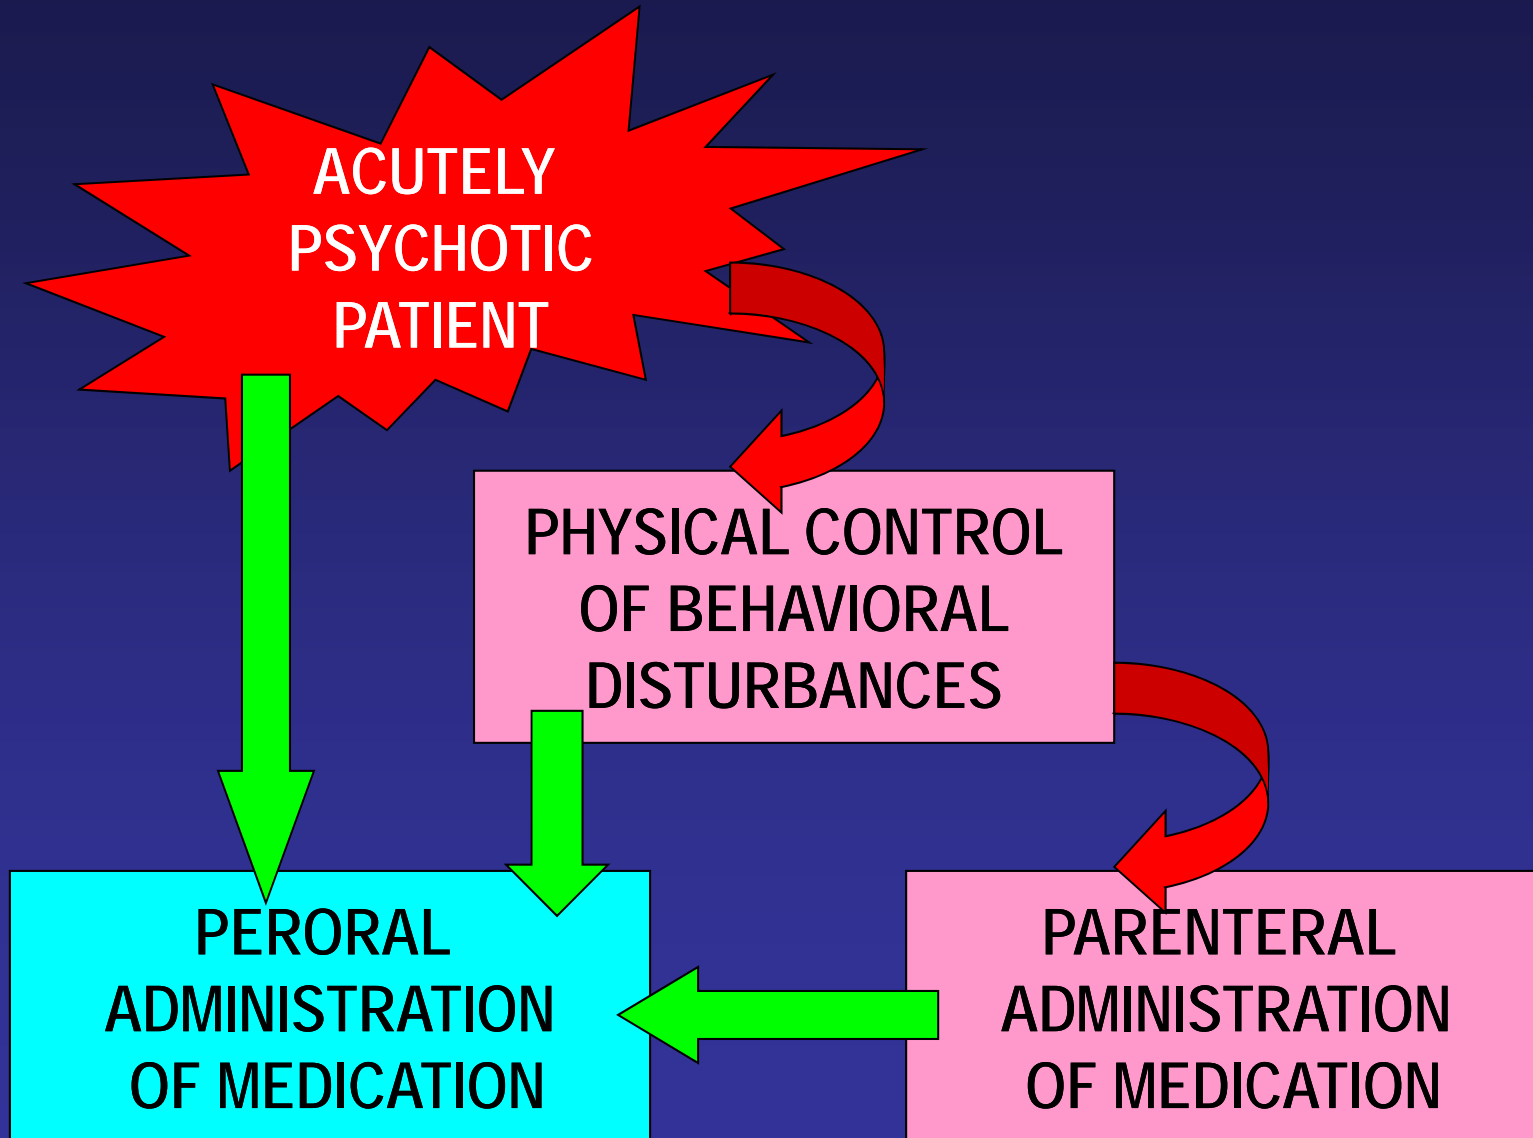 ACUTELY
PSYCHOTIC
PATIENT
PHYSICAL CONTROL
OF BEHAVIORAL
DISTURBANCES
PERORAL
ADMINISTRATION
OF MEDICATION
PARENTERAL
ADMINISTRATION
OF MEDICATION